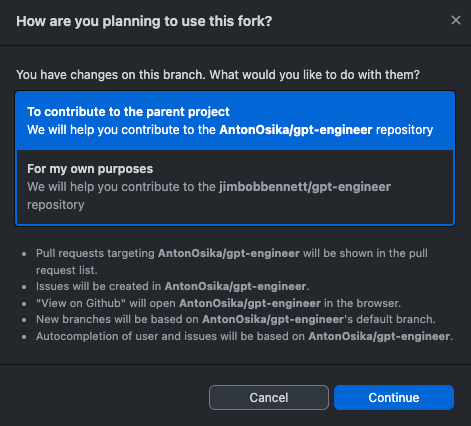 How are you planning to use this fork?
You have changes on this branch. What would you like to do with them?
To contribute to the parent project
We will help you contribute to the AntonOsika/gpt-engineer repository
For my own purposes
We will help you contribute to the jimbobbennett/gpt-engineer
repository
• Pull requests targeting AntonOsika/gpt-engineer will be shown in the pull
request list.
• Issues will be created in AntonOsika/gpt-engineer.
• "View on Github" will open AntonOsika/gpt-engineer in the browser.
• New branches will be based on AntonOsika/gpt-engineer's default branch.
• Autocompletion of user and issues will be based on AntonOsika/gpt-engineer.
Cancel
Continue